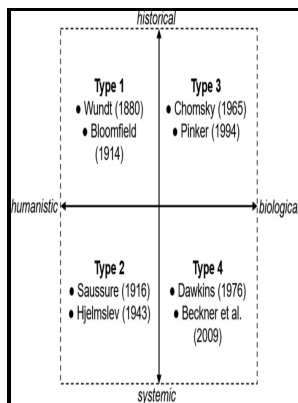 historical
Type 1
• Wundt (1880)
• Bloomfield
(1914)
Type 3
• Chomsky (1965)
• Pinker (1994)
humanistic
biological
Type 2
• Saussure (1916)
• Hjelmslev (1943)
Type 4
• Dawkins (1976)
• Beckner et al.
(2009)
systemic